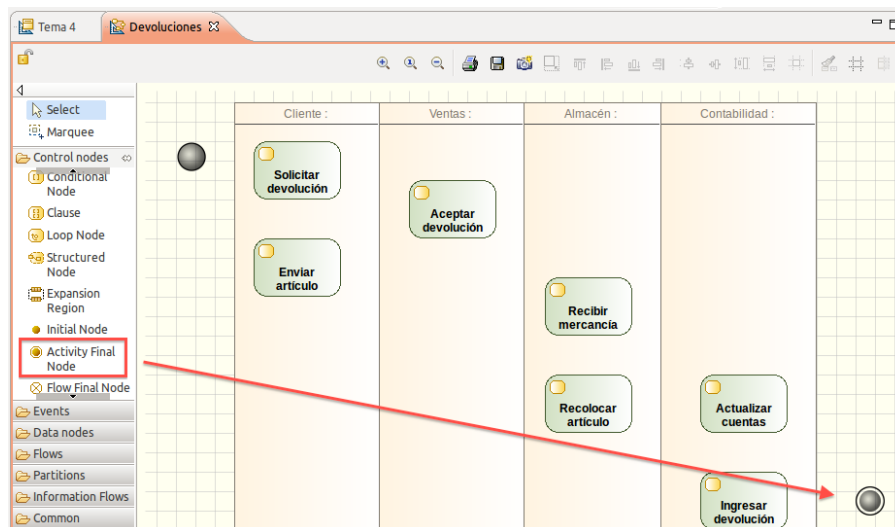 Tema 4
Devoluciones
Select
Marquee
Control nodes
Conditional
Node
Clause
Loop Node
Structured
Node
Expansion
Region
Initial Node
Activity Final
Node
Flow Final Node
Events
Data nodes
Flows
Partitions
Information Flows
Common
Cliente :
Ventas :
Almacén :
Contabilidad :
Solicitar
devolución
Aceptar
devolución
Enviar
artículo
Recibir
mercancía
Recolocar
artículo
Actualizar
cuentas
Ingresar
devolución